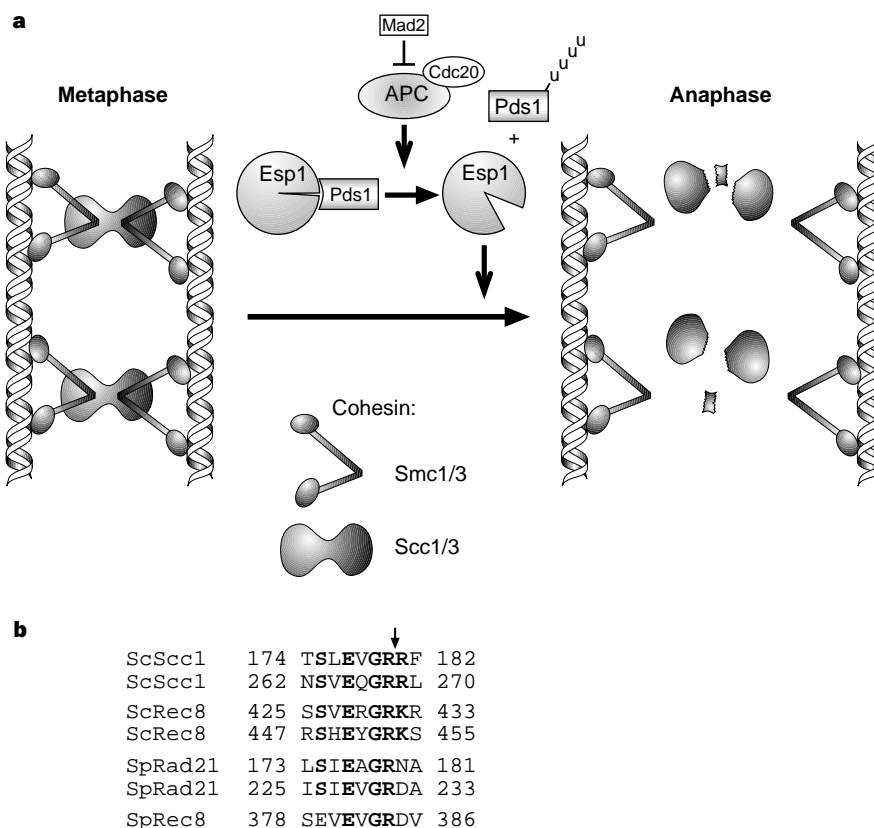 a
Mad2
Cdc20
APC
u u u u
Pds1
+
Metaphase
Anaphase
Esp1
Pds1
Esp1
Cohesin:
Smc1/3
Scc1/3
b
ScScc1 174 TSLEVGRRF 182
ScScc1 262 NSVEQGRRL 270
ScRec8 425 SSVERGRKR 433
ScRec8 447 RSHEYGRKS 455
SpRad21 173 LSIEAGRNA 181
SpRad21 225 ISIEVGRDA 233
SpRec8 378 SEVEVGRDV 386